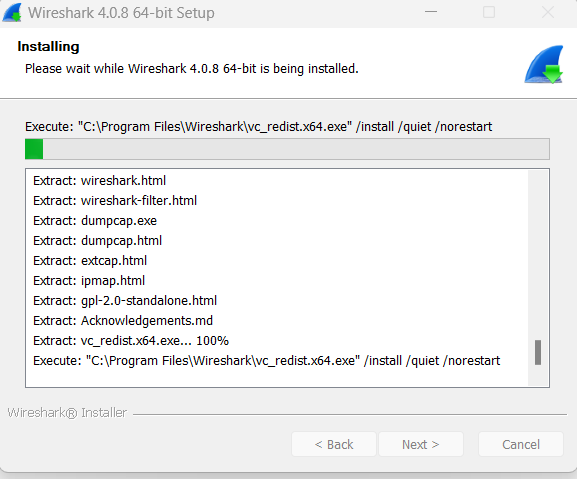 Wireshark 4.0.8 64-bit Setup
Installing
Please wait while Wireshark 4.0.8 64-bit is being installed.
Execute: "C:\Program Files\Wireshark\vc_redist.x64.exe" /install /quiet /norestart
Extract: wireshark.html
Extract: wireshark-filter.html
Extract: dumpcap.exe
Extract: dumpcap.html
Extract: extcap.html
Extract: ipmap.html
Extract: gpl-2.0-standalone.html
Extract: Acknowledgements.md
Extract: vc_redist.x64.exe... 100%
Execute: "C:\Program Files\Wireshark\vc_redist.x64.exe" /install /quiet /norestart
Wireshark® Installer
< Back Next > Cancel